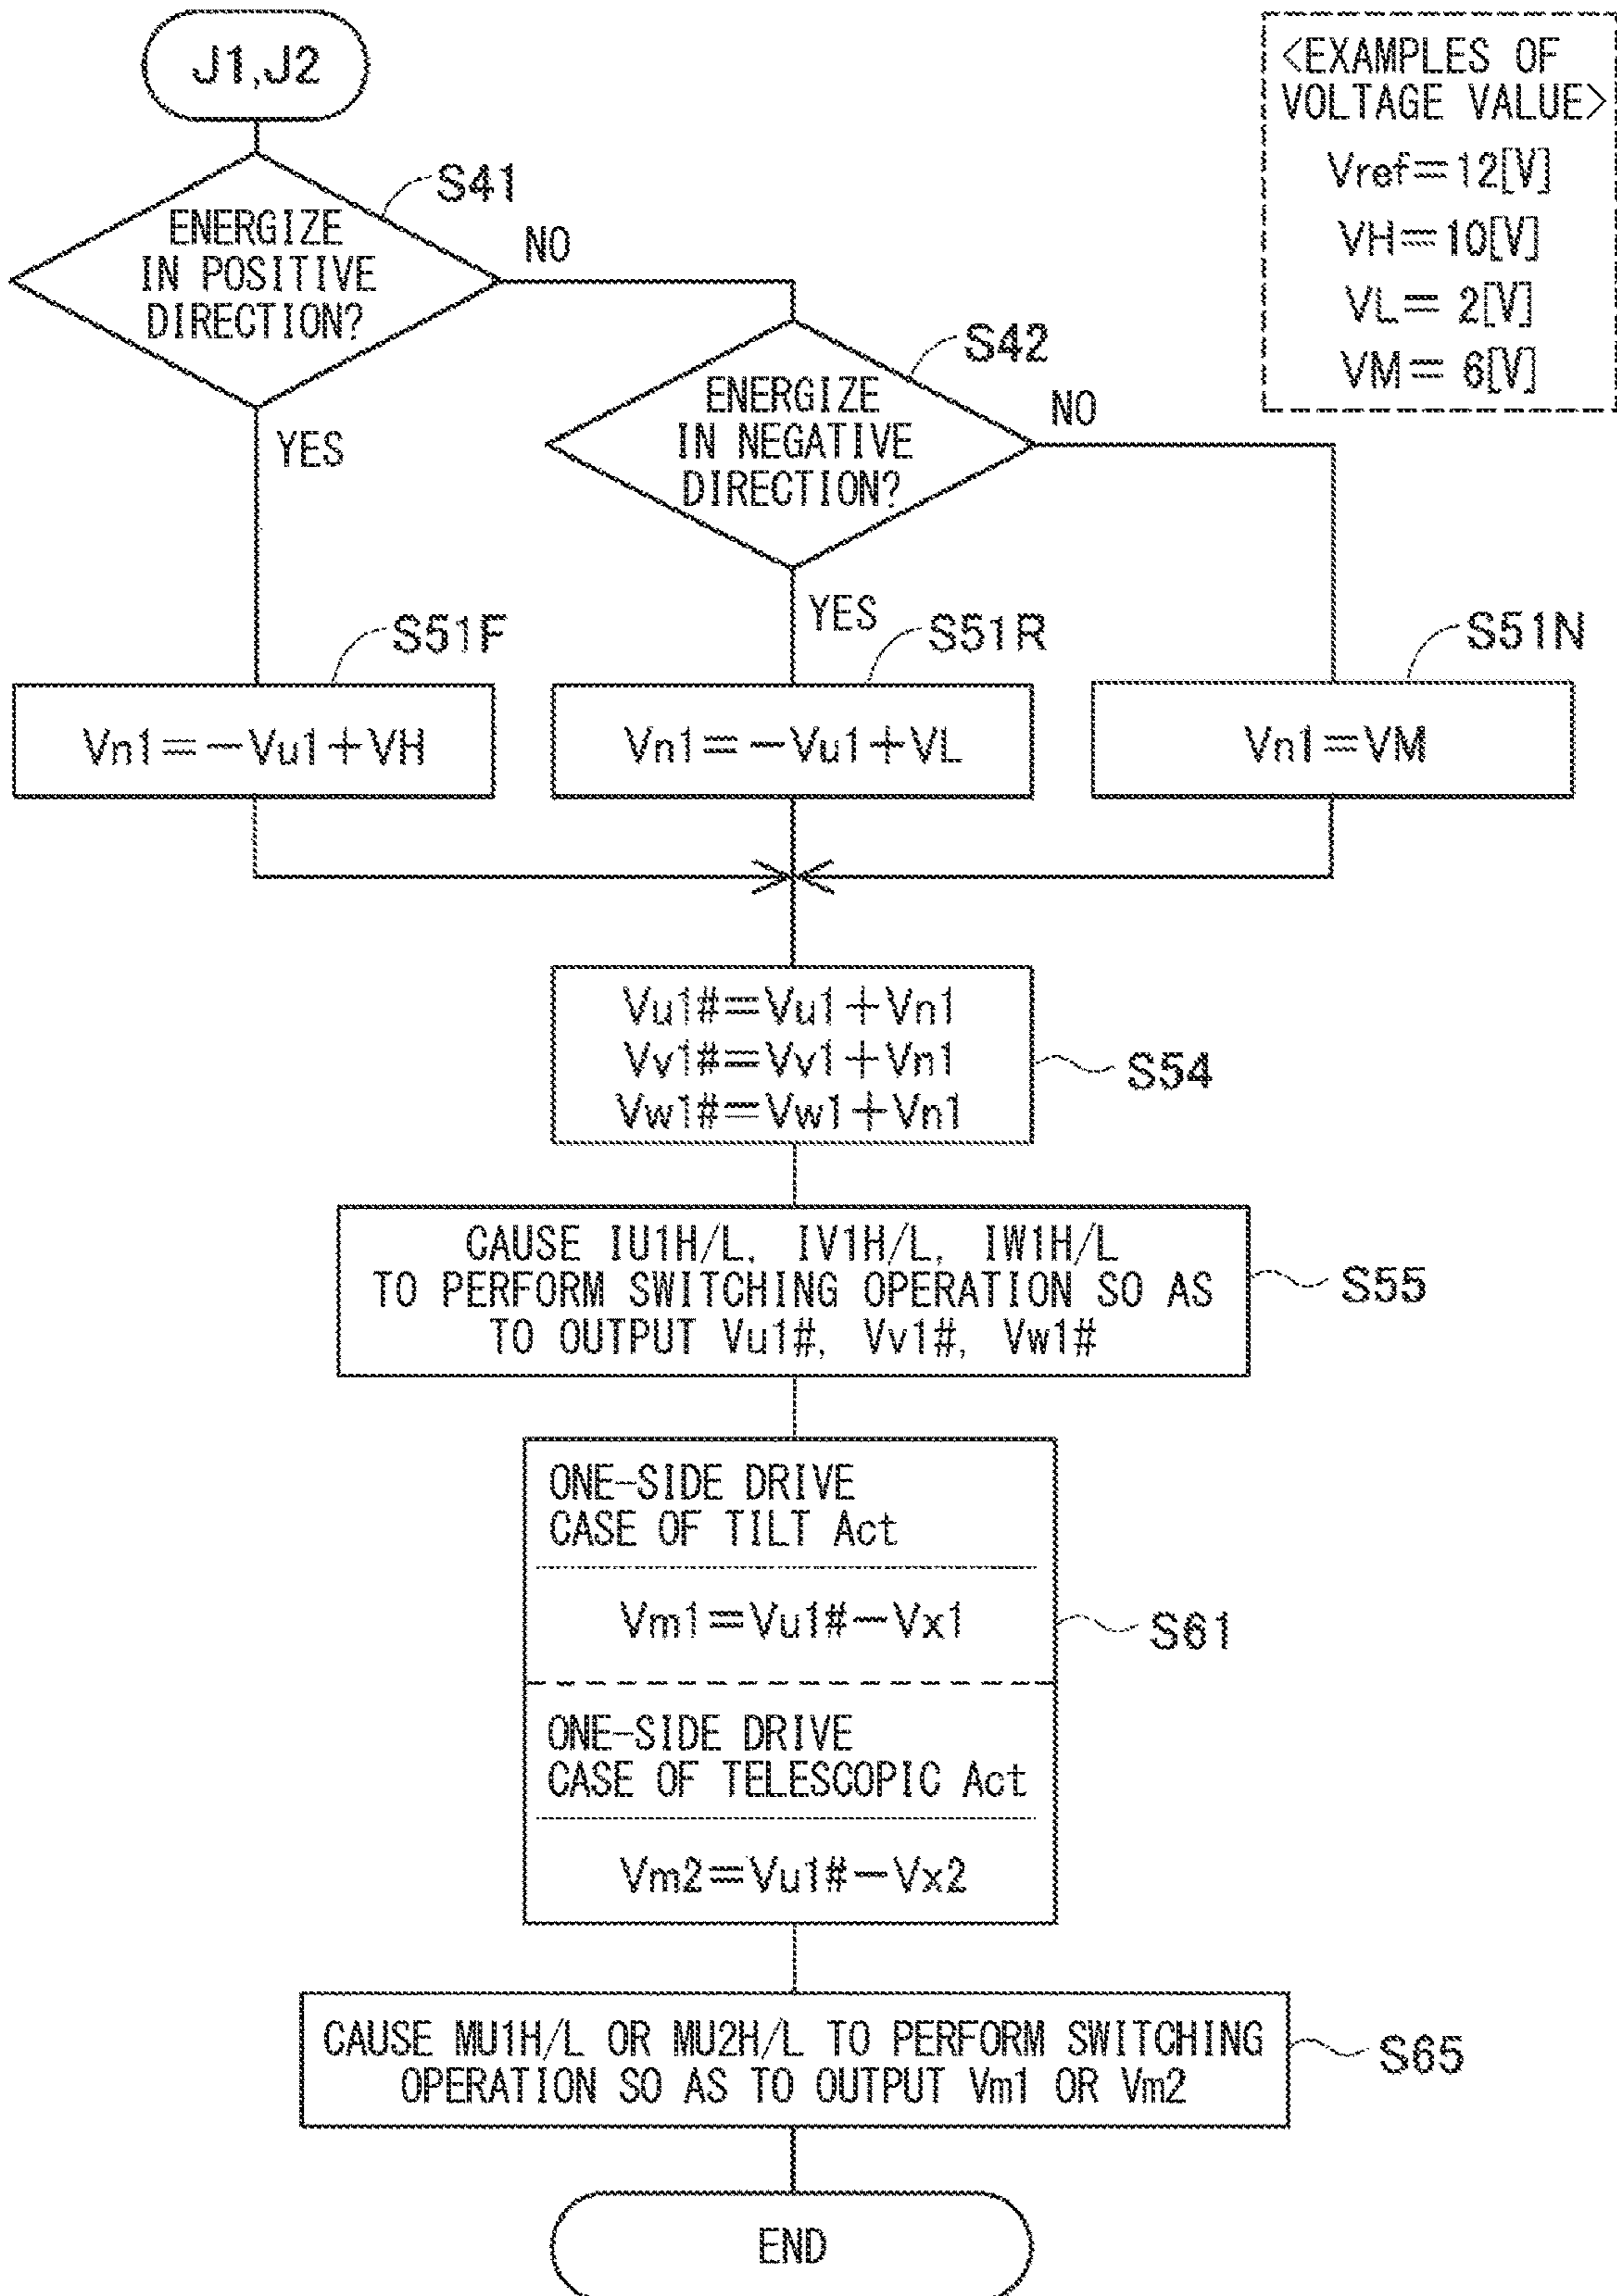 J1,J2
<EXAMPLES OF
VOLTAGE VALUE>
Vref=12[V]
VH=10[V]
VL= 2[V]
VM= 6[V]
S41
ENERGIZE
IN POSITIVE
DIRECTION?
NO
YES
S42
ENERGIZE
IN NEGATIVE
DIRECTION?
NO
YES
S51F
Vn1=-Vu1+VH
S51R
Vn1=-Vu1+VL
S51N
Vn1=VM
Vu1#=Vu1+Vn1
Vv1#=Vv1+Vn1
Vw1#=Vw1+Vn1
S54
CAUSE IU1H/L, IV1H/L, IW1H/L
TO PERFORM SWITCHING OPERATION SO AS
TO OUTPUT Vu1#, Vv1#, Vw1#
S55
ONE-SIDE DRIVE
CASE OF TILT Act
Vm1=Vu1#-Vx1
S61
ONE-SIDE DRIVE
CASE OF TELESCOPIC Act
Vm2=Vu1#-Vx2
CAUSE MU1H/L OR MU2H/L TO PERFORM SWITCHING
OPERATION SO AS TO OUTPUT Vm1 OR Vm2
S65
END